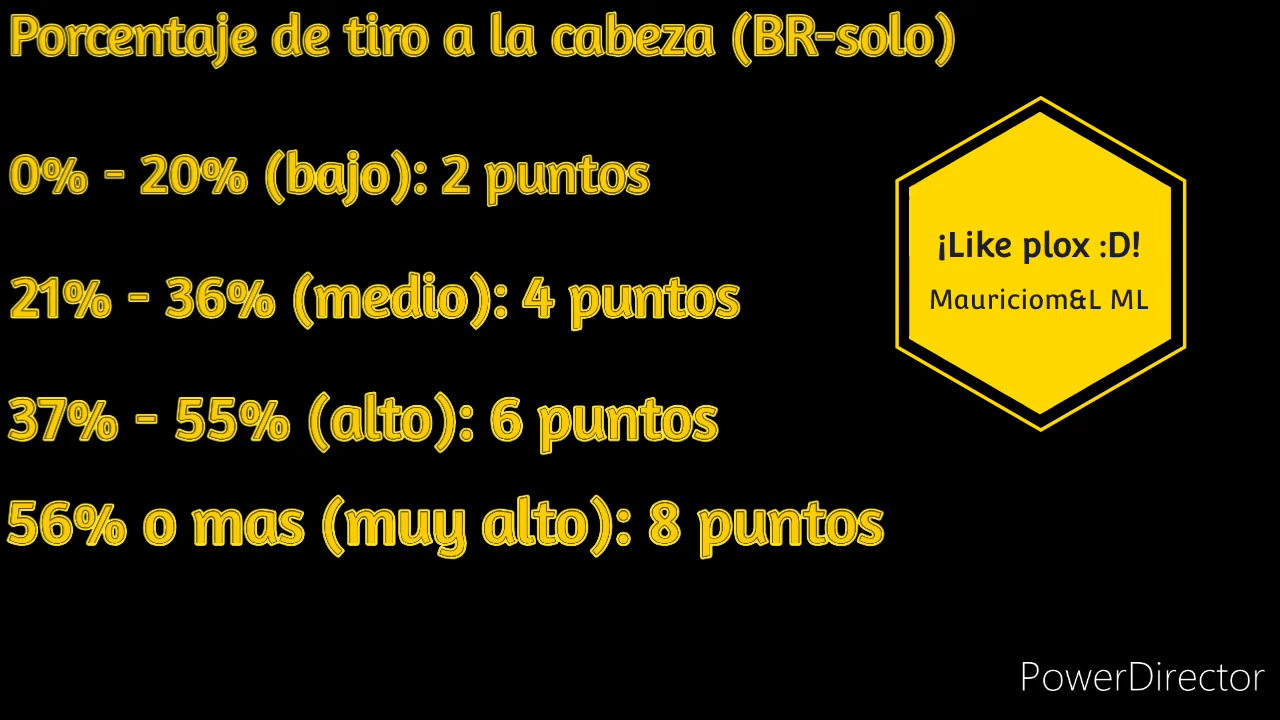 Porcentaje de tiro a la cabeza (BR-solo)
0% - 20% (bajo): 2 puntos
21% - 36% (medio): 4 puntos
37% - 55% (alto): 6 puntos
56% o mas (muy alto): 8 puntos
¡Like plox :D!
Mauriciom&L ML
PowerDirector